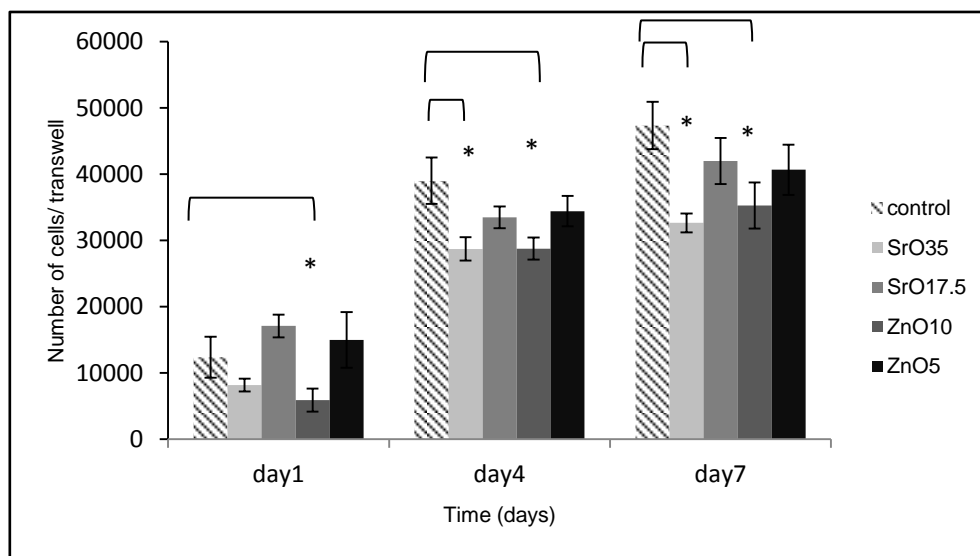 60000
50000
40000
30000
20000
10000
0
Number of cells/ transwell
*
*
*
*
*
day1
day4
day7
Time (days)
control
SrO35
SrO17.5
ZnO10
ZnO5